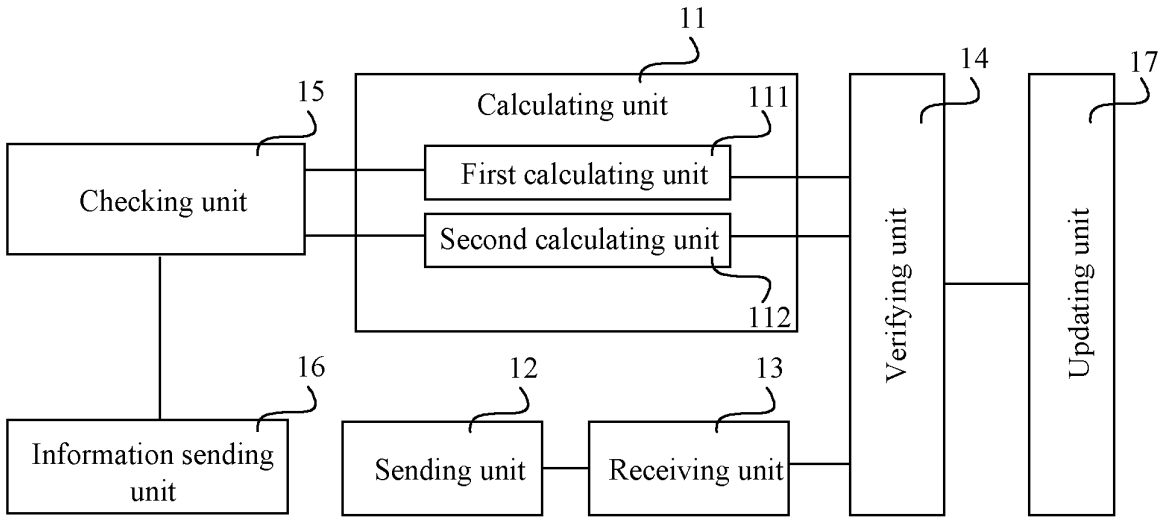 11
Calculating unit
14
17
15
111
First calculating unit
Checking unit
Second calculating unit
112
Verifying unit
Updating unit
16
12
13
Information sending
unit
Sending unit
Receiving unit